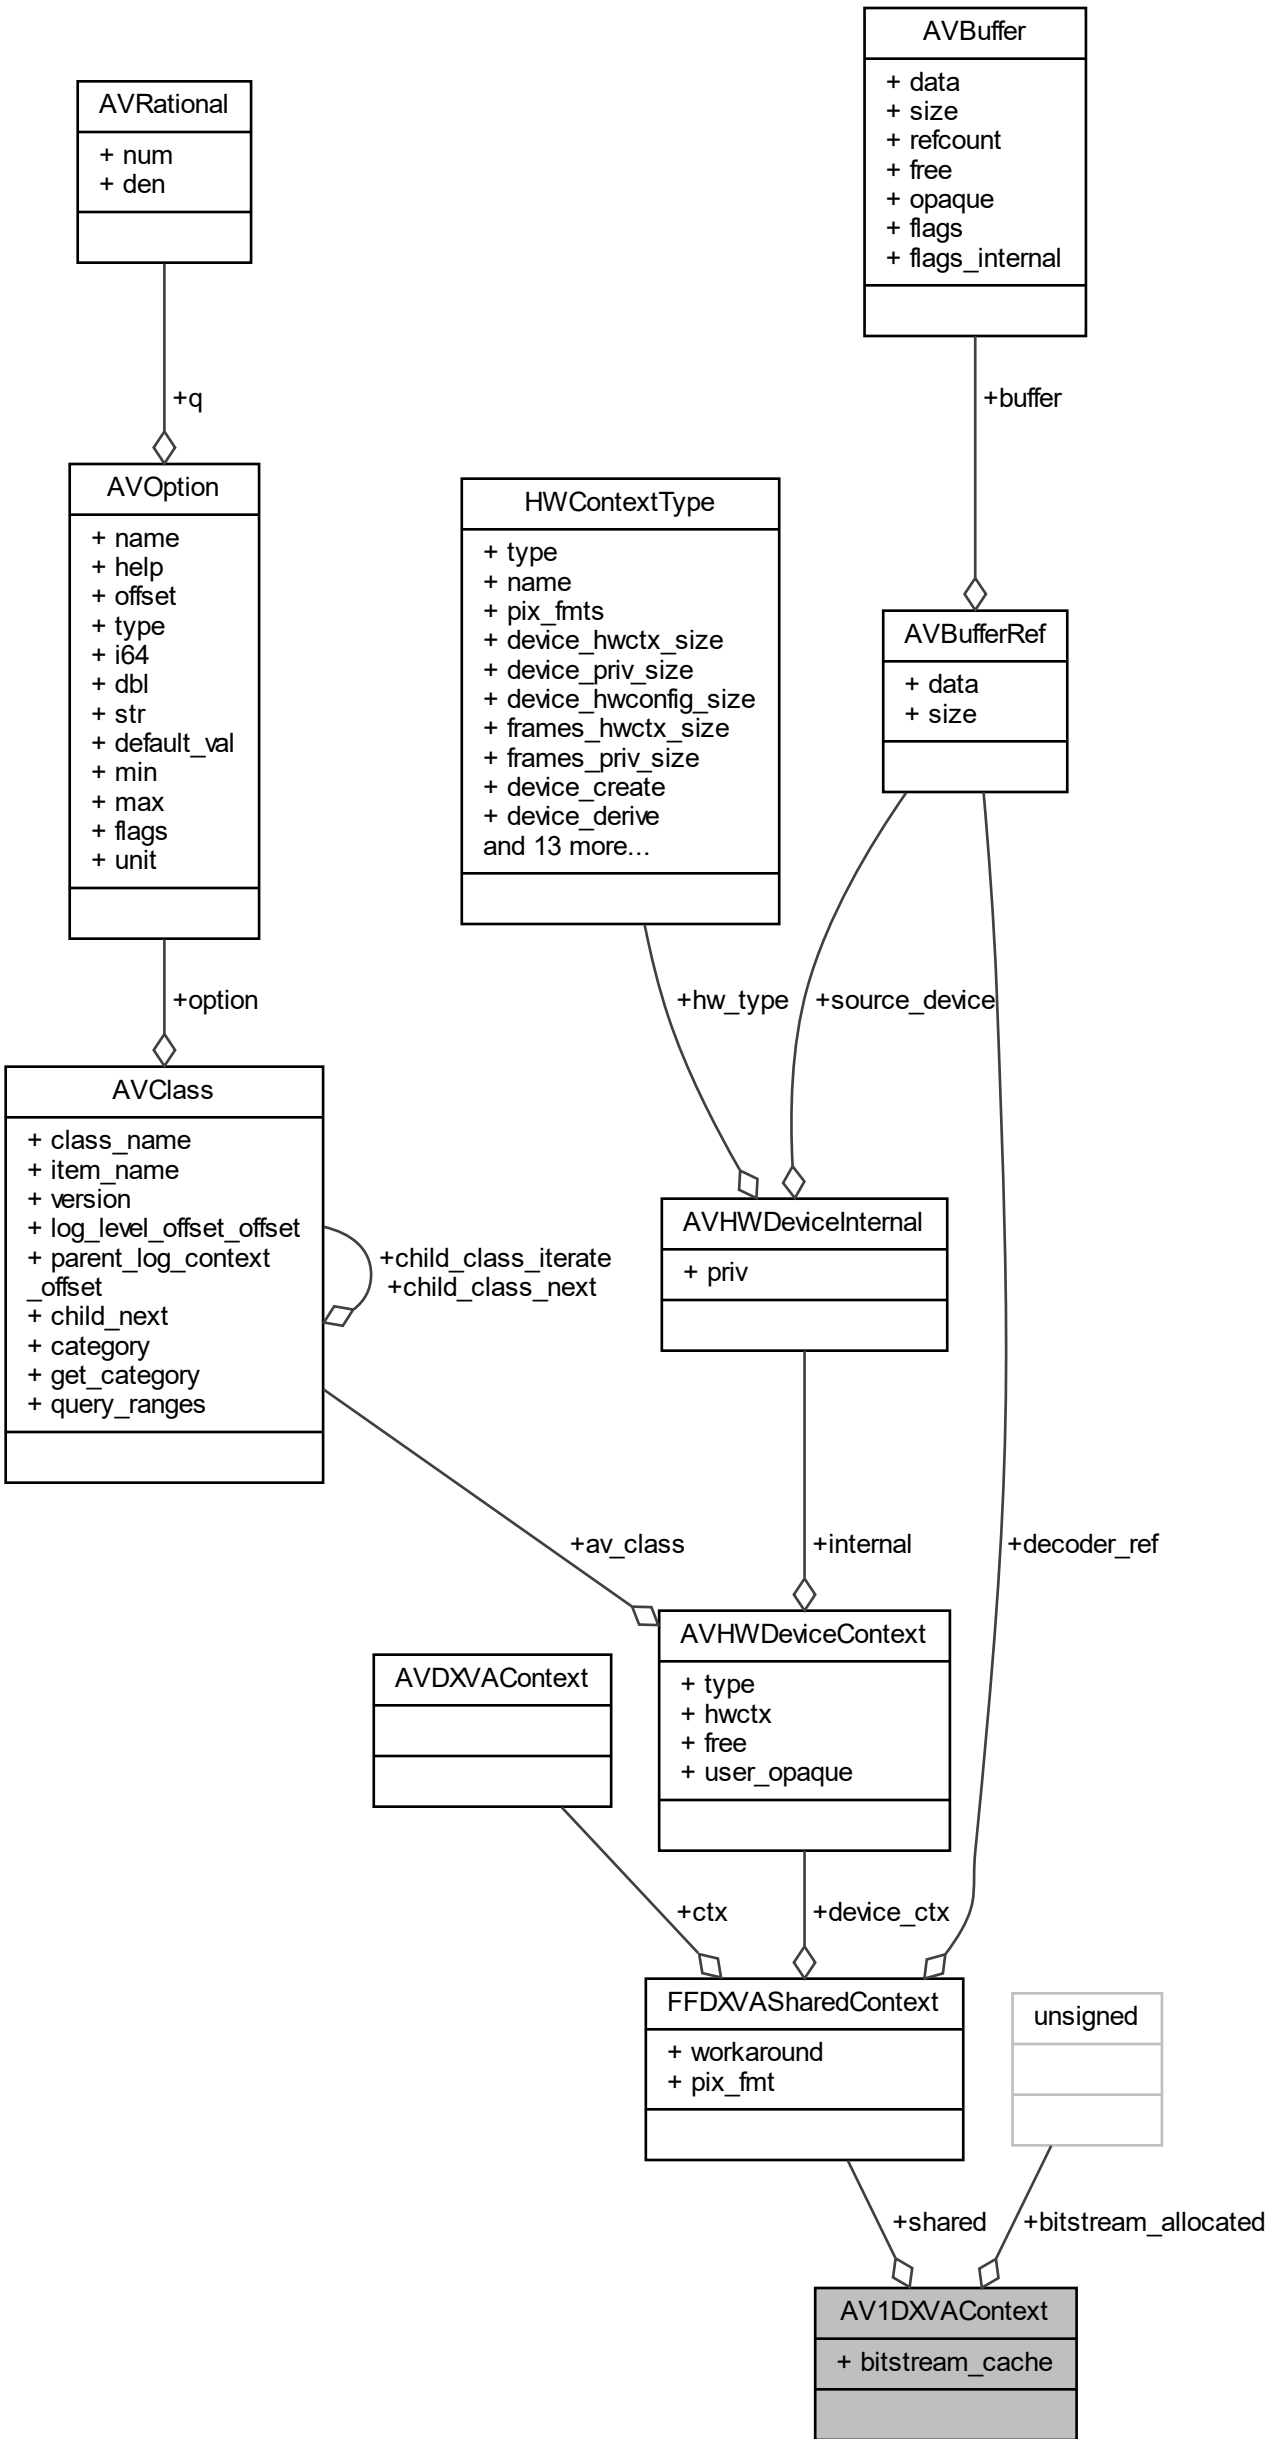 AVBuffer
+ data
+ size
+ refcount
+ free
+ opaque
+ flags
+ flags_internal
AVRational
+ num
+ den
+q
+buffer
AVOption
+ name
+ help
+ offset
+ type
+ i64
+ dbl
+ str
+ default_val
+ min
+ max
+ flags
+ unit
HWContextType
+ type
+ name
+ pix_fmts
+ device_hwctx_size
+ device_priv_size
+ device_hwconfig_size
+ frames_hwctx_size
+ frames_priv_size
+ device_create
+ device_derive
and 13 more...
AVBufferRef
+ data
+ size
+option
+hw_type
+source_device
AVClass
+ class_name
+ item_name
+ version
+ log_level_offset_offset
+ parent_log_context
_offset
+ child_next
+ category
+ get_category
+ query_ranges
+child_class_iterate
+child_class_next
AVHWDeviceInternal
+ priv
+av_class
+internal
+decoder_ref
AVDXVAContext
AVHWDeviceContext
+ type
+ hwctx
+ free
+ user_opaque
+ctx
+device_ctx
FFDXVASharedContext
+ workaround
+ pix_fmt
unsigned
+shared
+bitstream_allocated
AV1DXVAContext
+ bitstream_cache